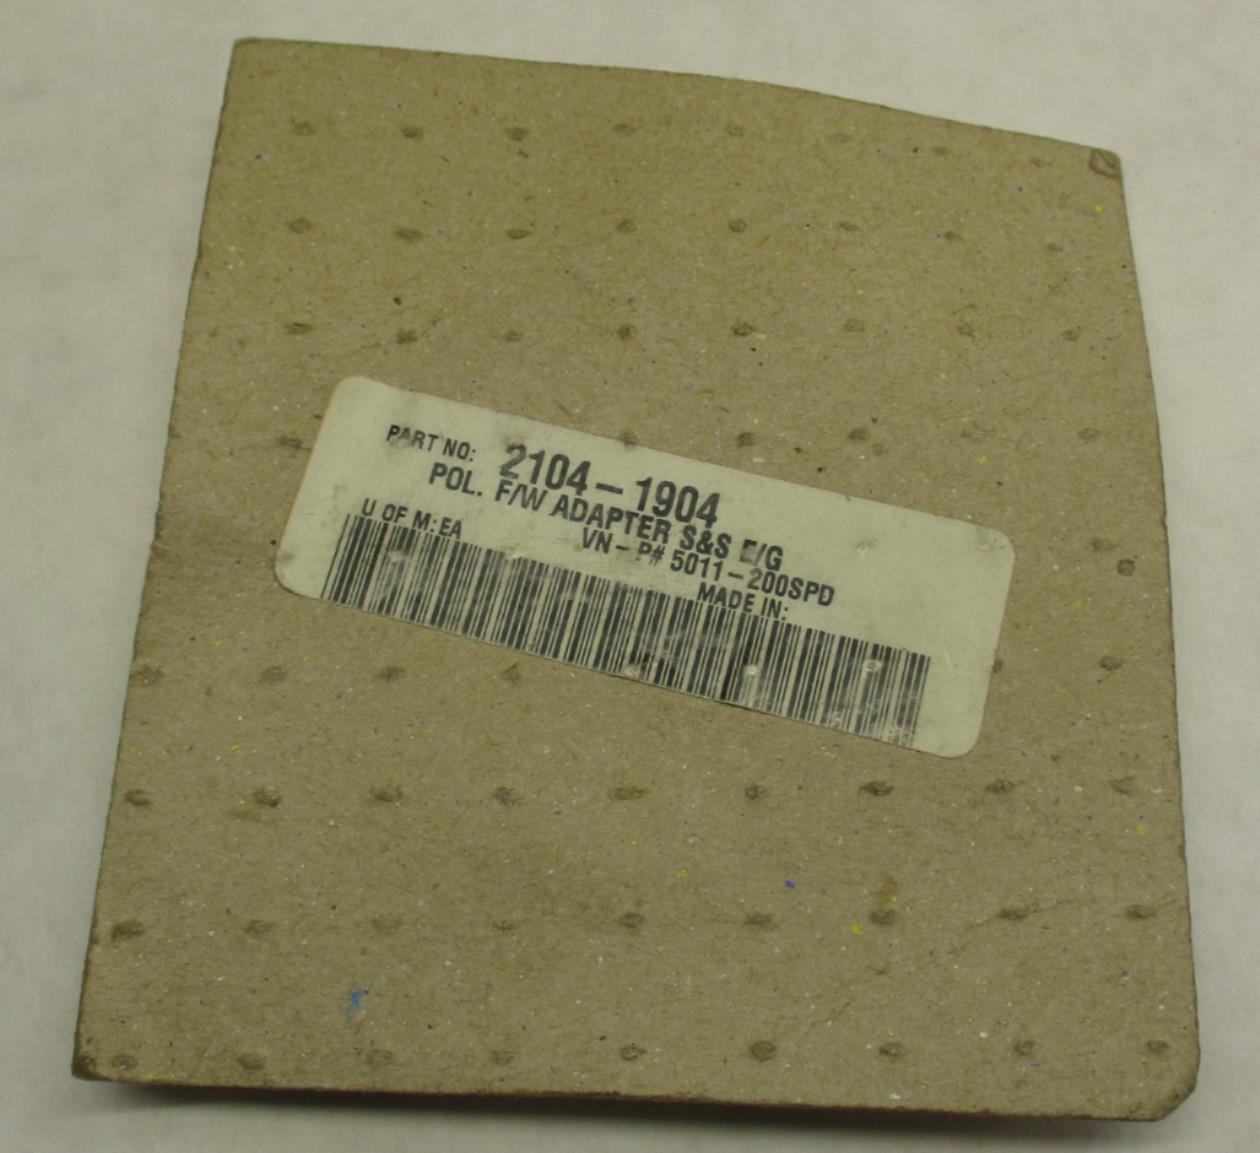 PART NO: 2104-1904
POL. F/W ADAPTER S&S E/G
VN-P# 5011-200SPD
U OF M: EA
MADE IN: